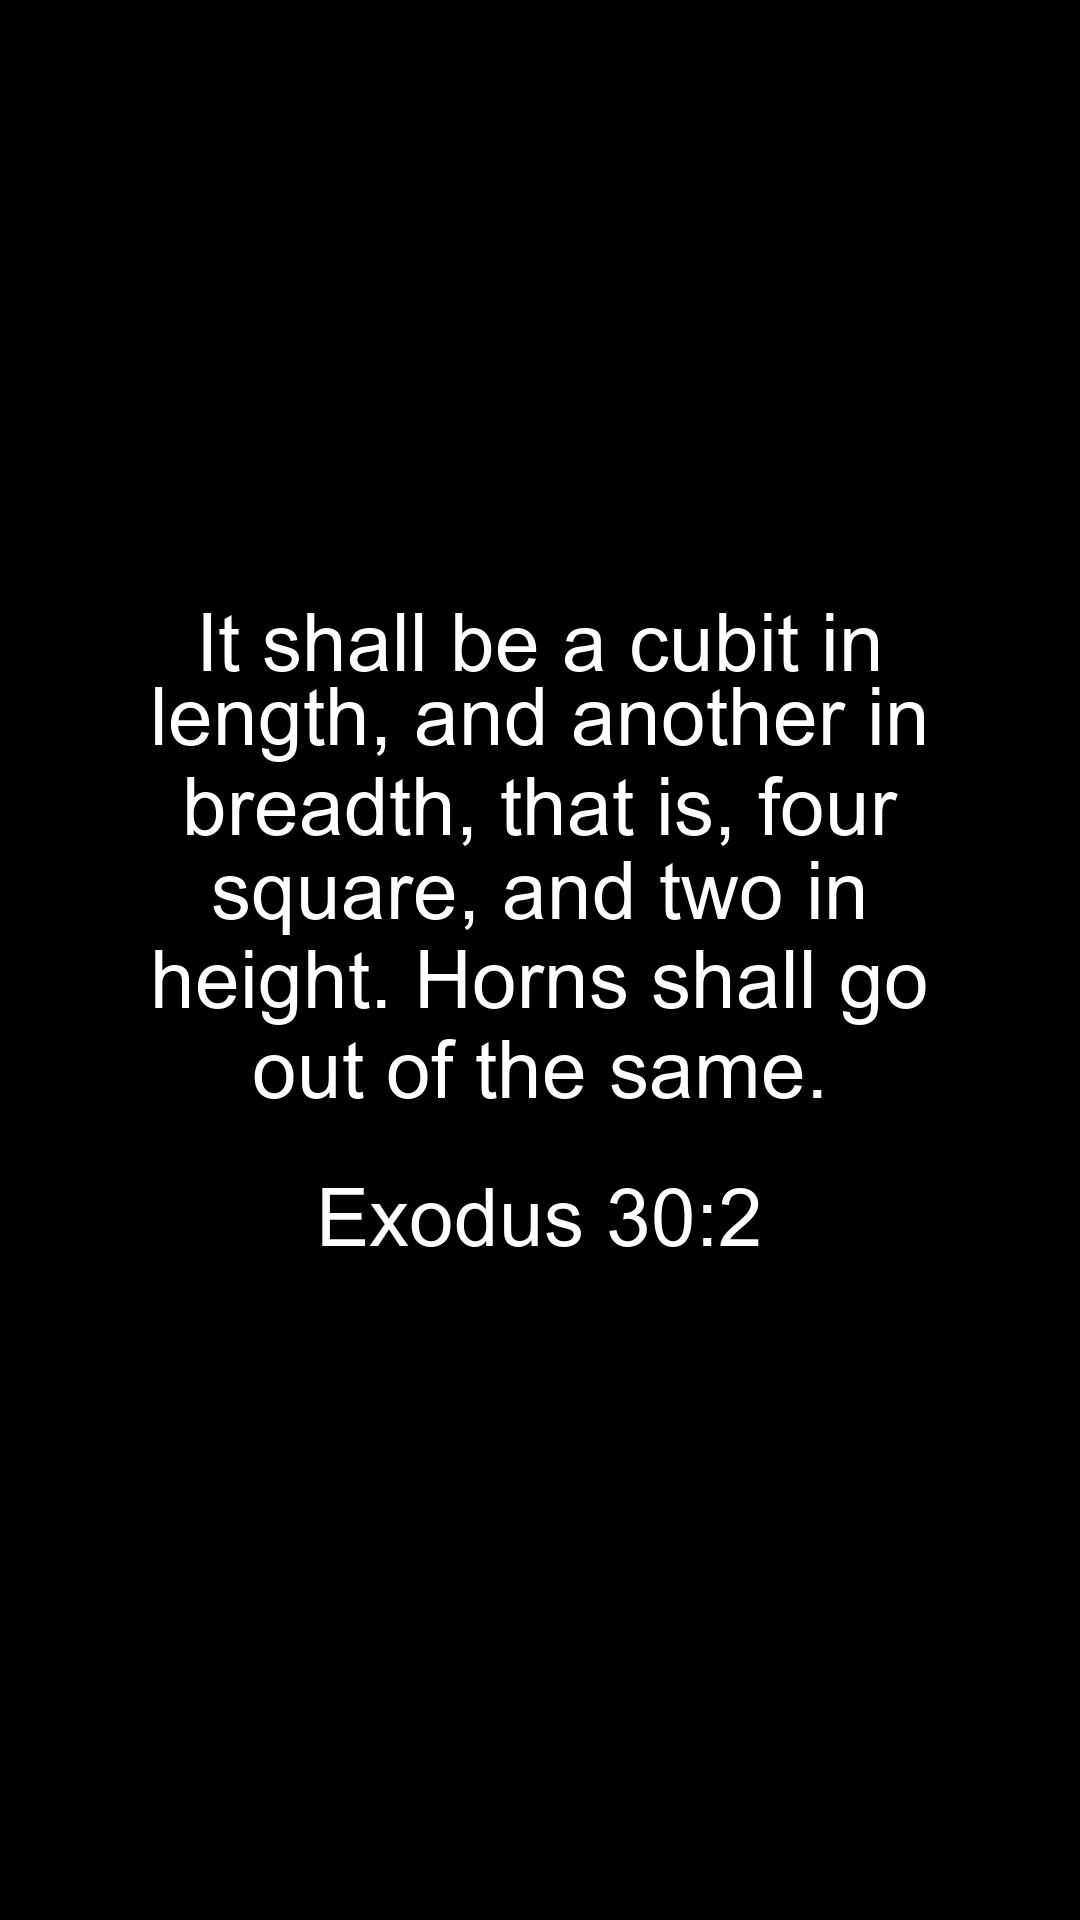 It shall be a cubit in
length, and another in
breadth, that is, four
square, and two in
height. Horns shall go
out of the same.
Exodus 30:2